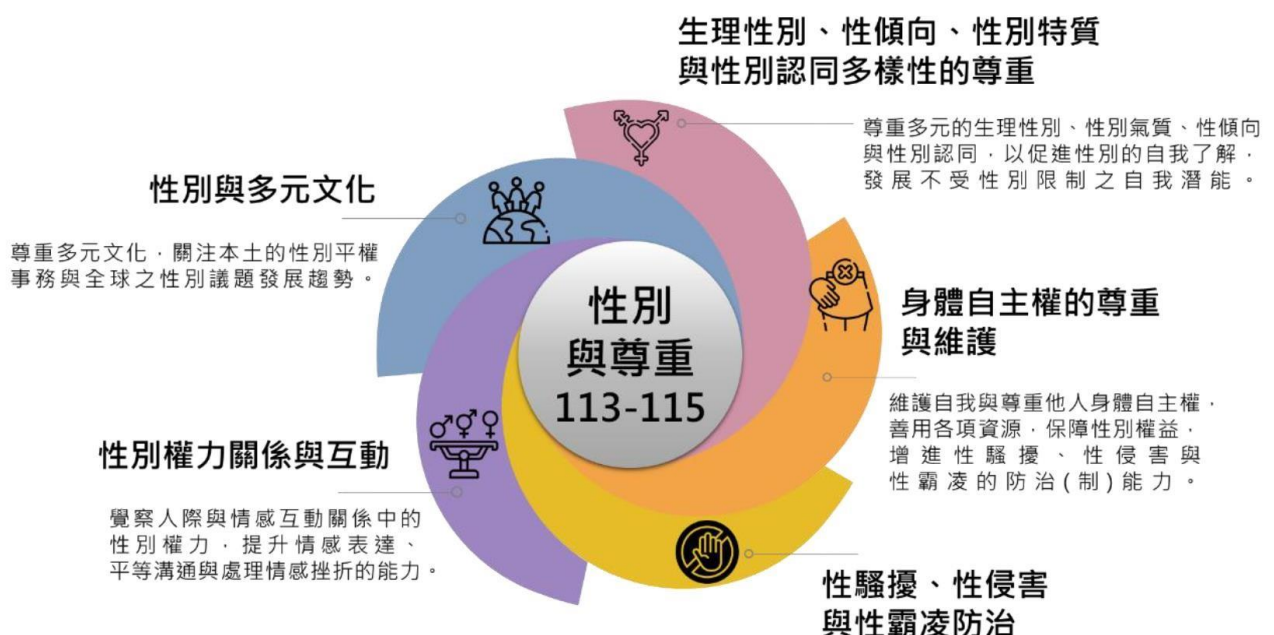 生理性別、性傾向、性別特質
與性別認同多樣性的尊重
尊重多元的生理性別、性別氣質、性傾向
與性別認同，以促進性別的自我了解，
發展不受性別限制之自我潛能。
性別與多元文化
尊重多元文化，關注本土的性別平權
事務與全球之性別議題發展趨勢。
性別
與尊重
113-115
身體自主權的尊重
與維護
維護自我與尊重他人身體自主權，
善用各項資源，保障性別權益，
增進性騷擾、性侵害與
性霸凌的防治(制)能力。
性別權力關係與互動
覺察人際與情感互動關係中的
性別權力，提升情感表達、
平等溝通與處理情感挫折的能力。
性騷擾、性侵害
與性霸凌防治